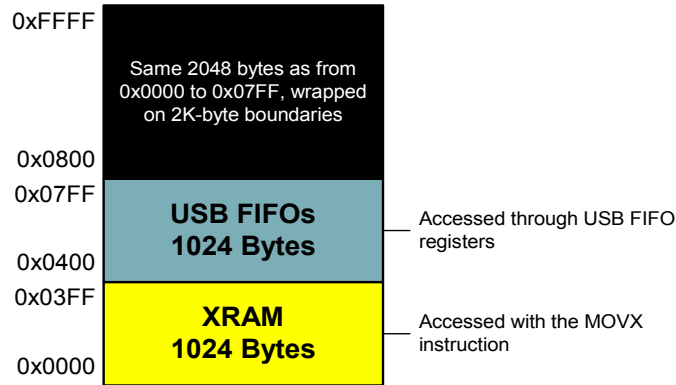 0xFFFF
Same 2048 bytes as from
0x0000 to 0x07FF, wrapped
on 2K-byte boundaries
0x0800
0x07FF
USB FIFOs
1024 Bytes
Accessed through USB FIFO
registers
0x0400
0x03FF
XRAM
1024 Bytes
Accessed with the MOVX
instruction
0x0000